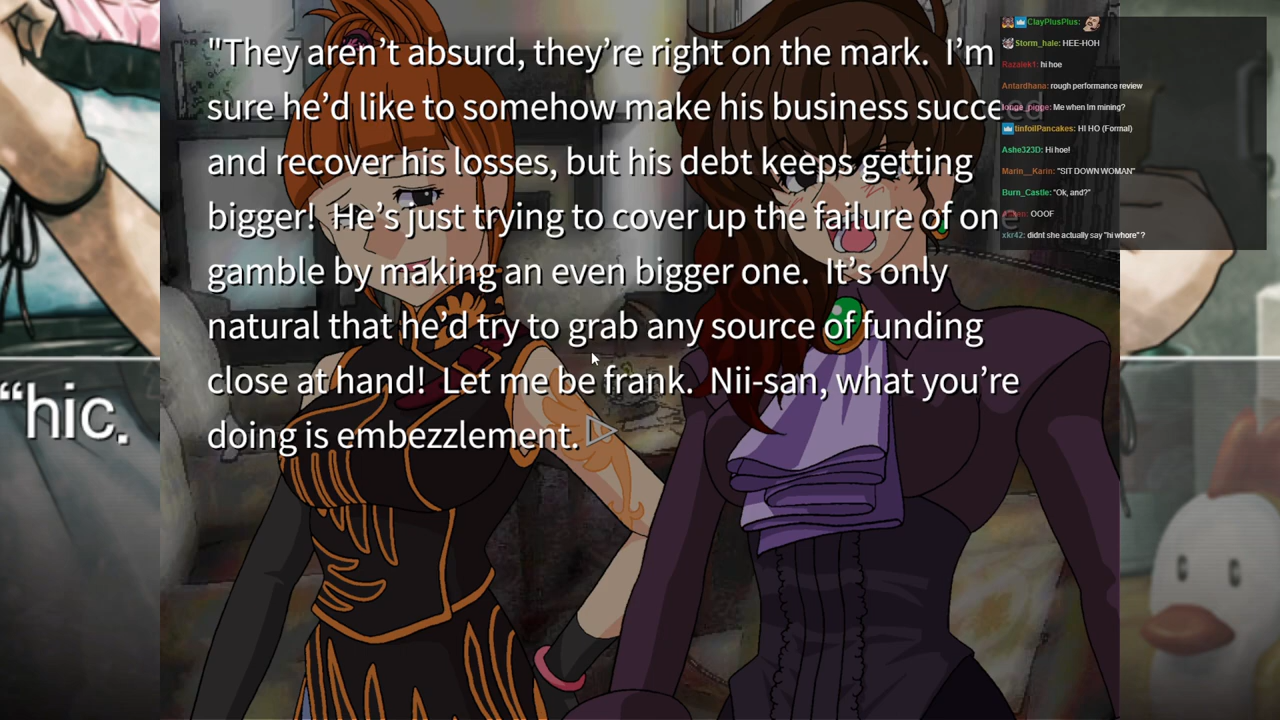 "They aren’t absurd, they’re right on the mark.  I’m
sure he’d like to somehow make his business succeed
and recover his losses, but his debt keeps getting
bigger!  He’s just trying to cover up the failure of one
gamble by making an even bigger one.  It’s only
natural that he’d try to grab any source of funding
close at hand!  Let me be frank.  Nii-san, what you’re
doing is embezzlement.
“hic.
ClayPlusPlus:
Storm_hale: HEE-HOH
Razalek1: hi hoe
Antardhana: rough performance review
Me when Im mining?
tinfoilPancakes: HI HO (Formal)
Ashe323D: Hi hoe!
Marin__Karin: "SIT DOWN WOMAN"
Burn_Castle: "Ok, and?"
OOOF
xkr42: didnt she actually say "hi whore" ?